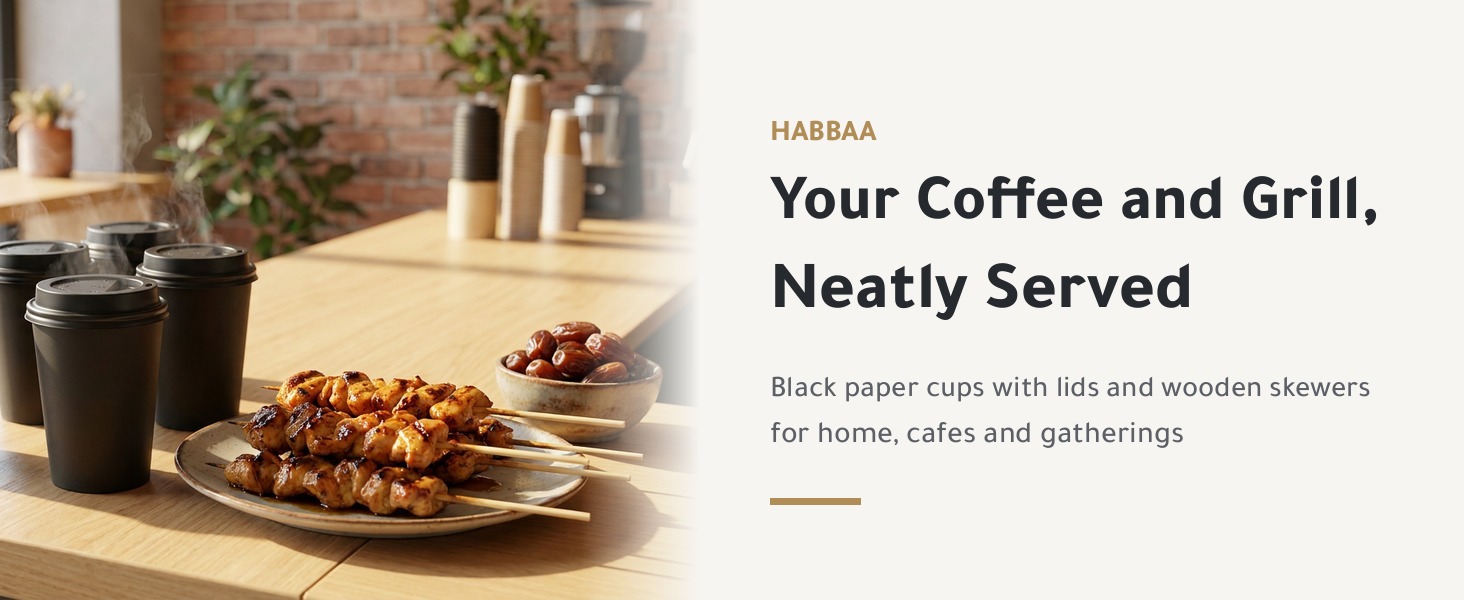 HABBAA
Your Coffee and Grill,
Neatly Served
Black paper cups with lids and wooden skewers
for home, cafes and gatherings